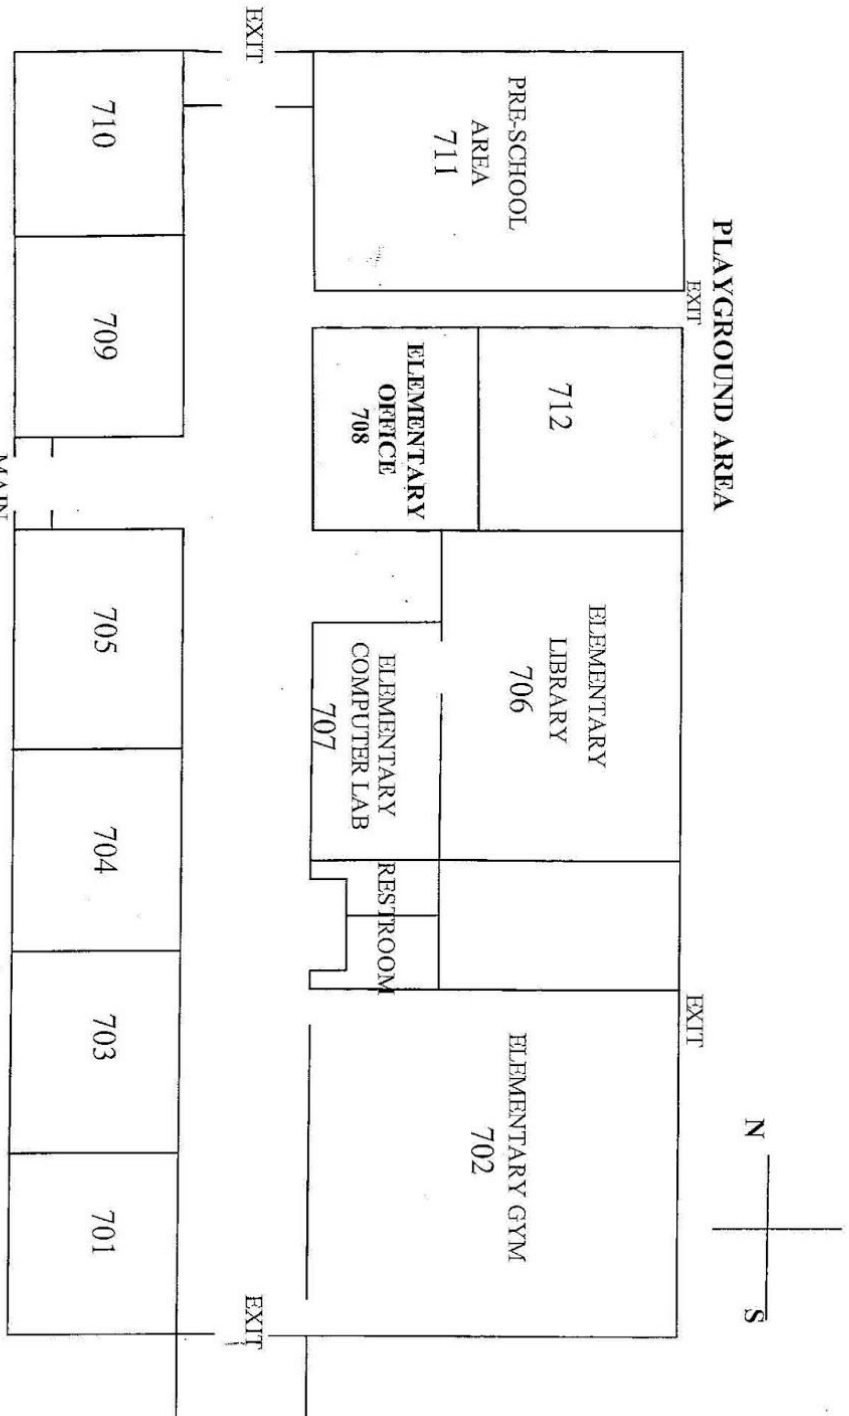 PLAYGROUND AREA
N
S
EXIT
EXIT
EXIT
EXIT
PRE-SCHOOL
AREA
711
712
ELEMENTARY
OFFICE
708
ELEMENTARY
LIBRARY
706
ELEMENTARY
COMPUTER LAB
707
RESTROOM
ELEMENTARY GYM
702
710
709
705
704
703
701
MAIN